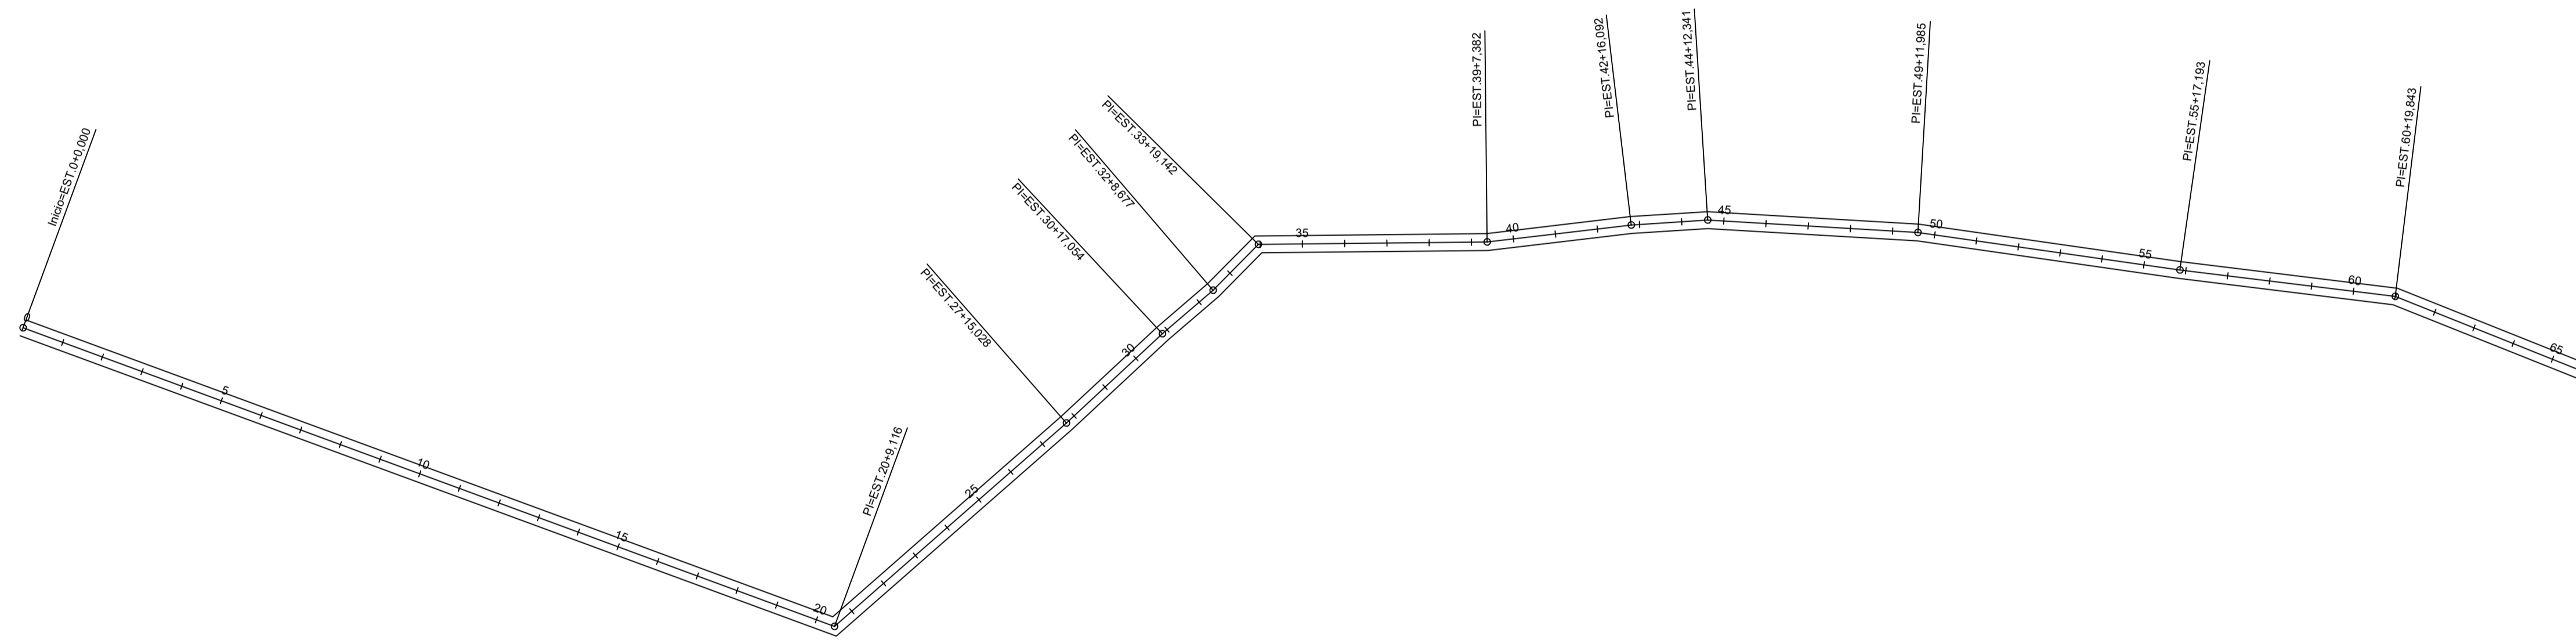 Inicio=EST.0+0,000
0
5
10
15
20
PI=EST.20+9,116
25
PI=EST.27+15,028
30
PI=EST.30+17,054
PI=EST.32+8,677
PI=EST.33+19,142
35
PI=EST.39+7,382
40
PI=EST.42+16,092
PI=EST.44+12,341
45
PI=EST.49+11,985
50
55
PI=EST.55+17,193
60
PI=EST.60+19,843
65